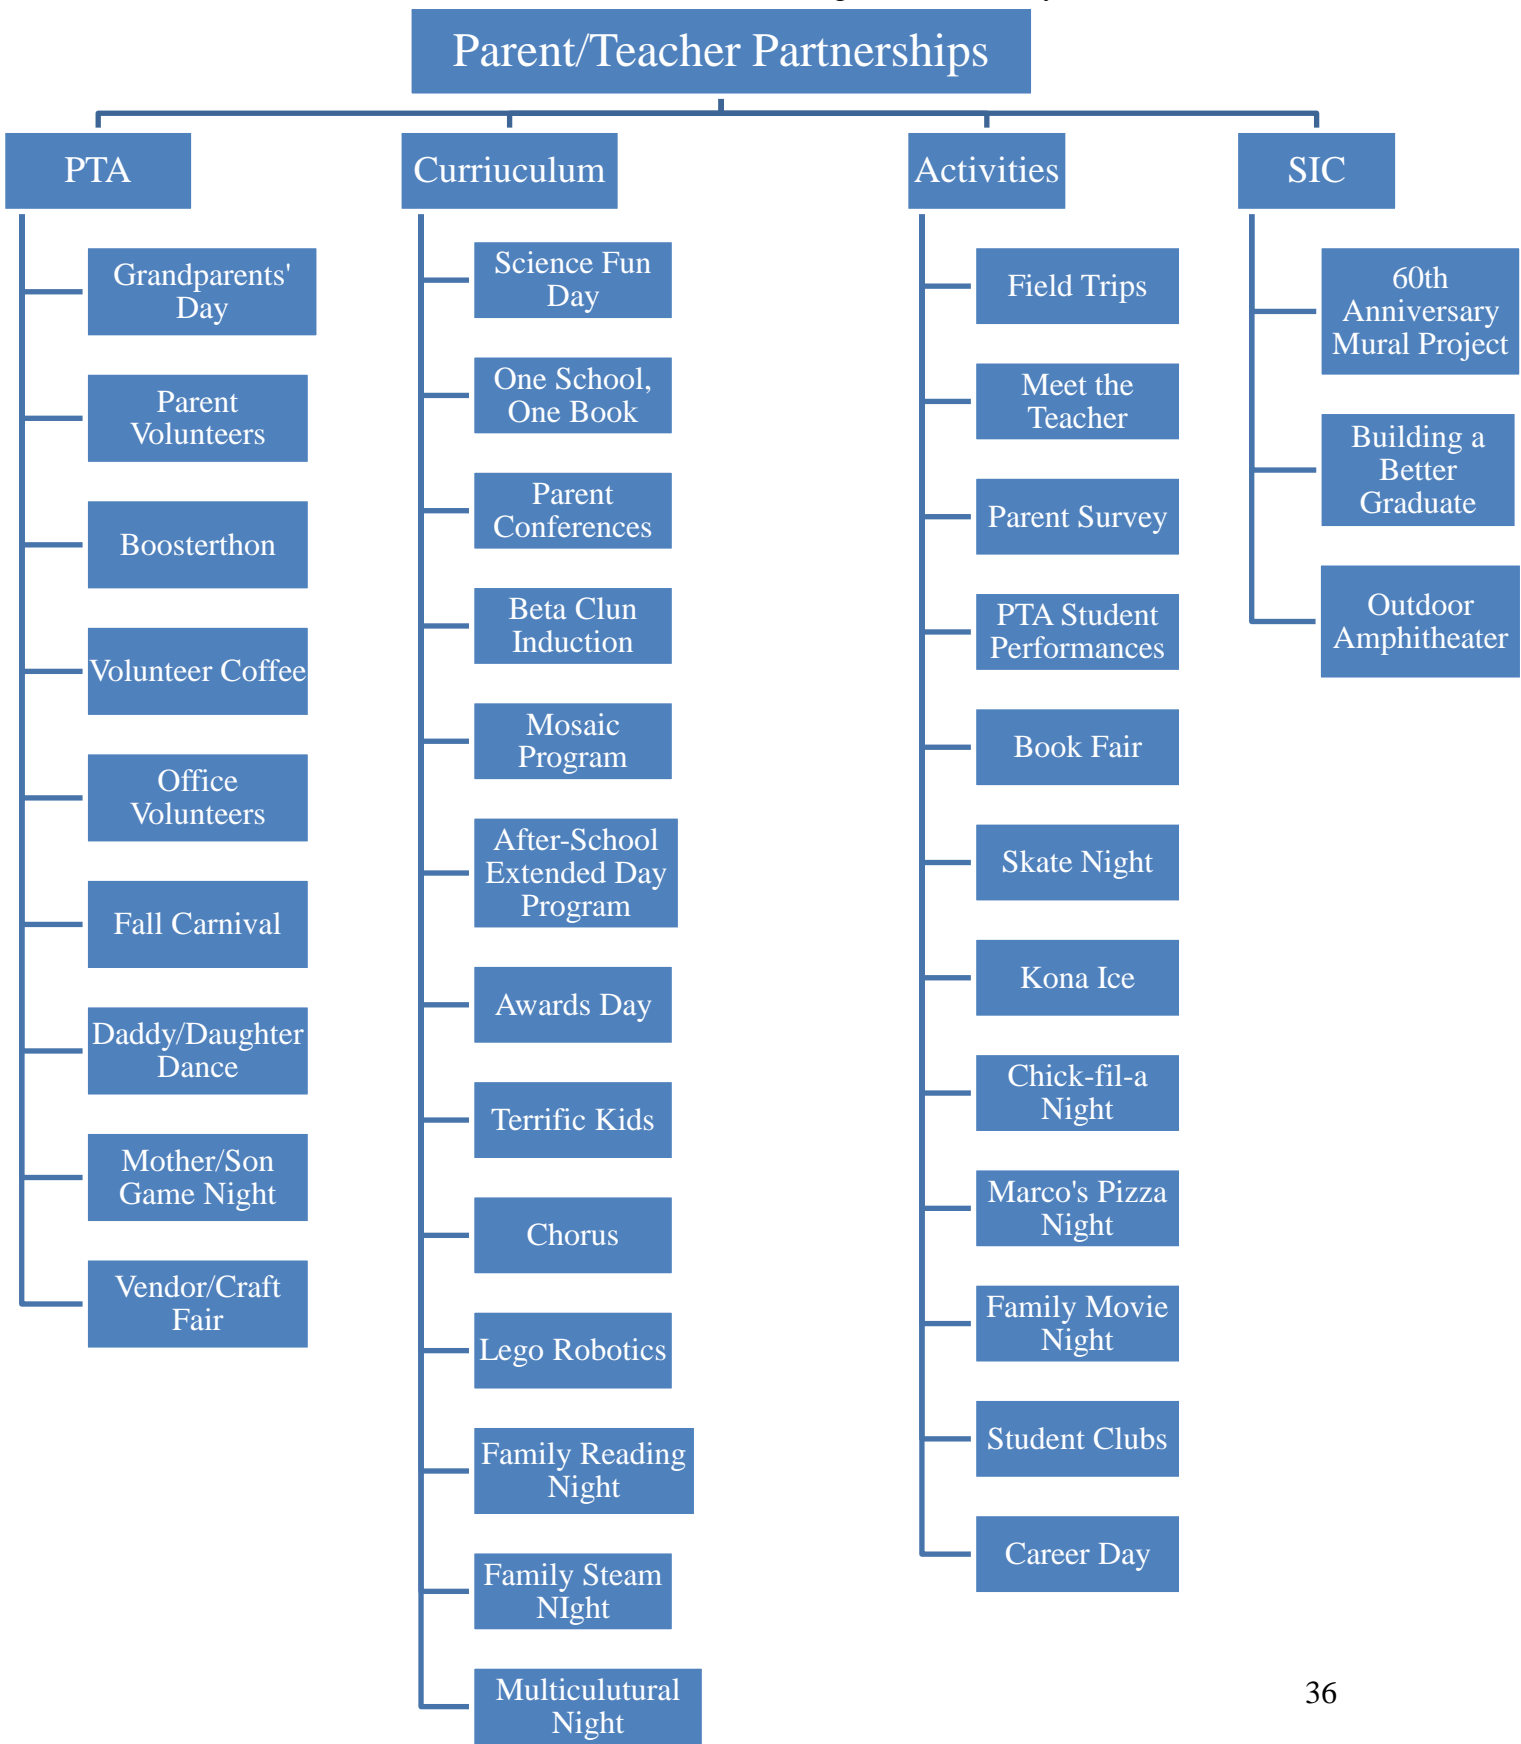 Parent/Teacher Partnerships
PTA
Grandparents'
Day
Parent
Volunteers
Boosterthon
Volunteer Coffee
Office
Volunteers
Fall Carnival
Daddy/Daughter
Dance
Mother/Son
Game Night
Vendor/Craft
Fair
Curriuculum
Science Fun
Day
One School,
One Book
Parent
Conferences
Beta Clun
Induction
Mosaic
Program
After-School
Extended Day
Program
Awards Day
Terrific Kids
Chorus
Lego Robotics
Family Reading
Night
Family Steam
NIght
Multiculutural
Night
Activities
Field Trips
Meet the
Teacher
Parent Survey
PTA Student
Performances
Book Fair
Skate Night
Kona Ice
Chick-fil-a
Night
Marco's Pizza
Night
Family Movie
Night
Student Clubs
Career Day
SIC
60th
Anniversary
Mural Project
Building a
Better
Graduate
Outdoor
Amphitheater
36